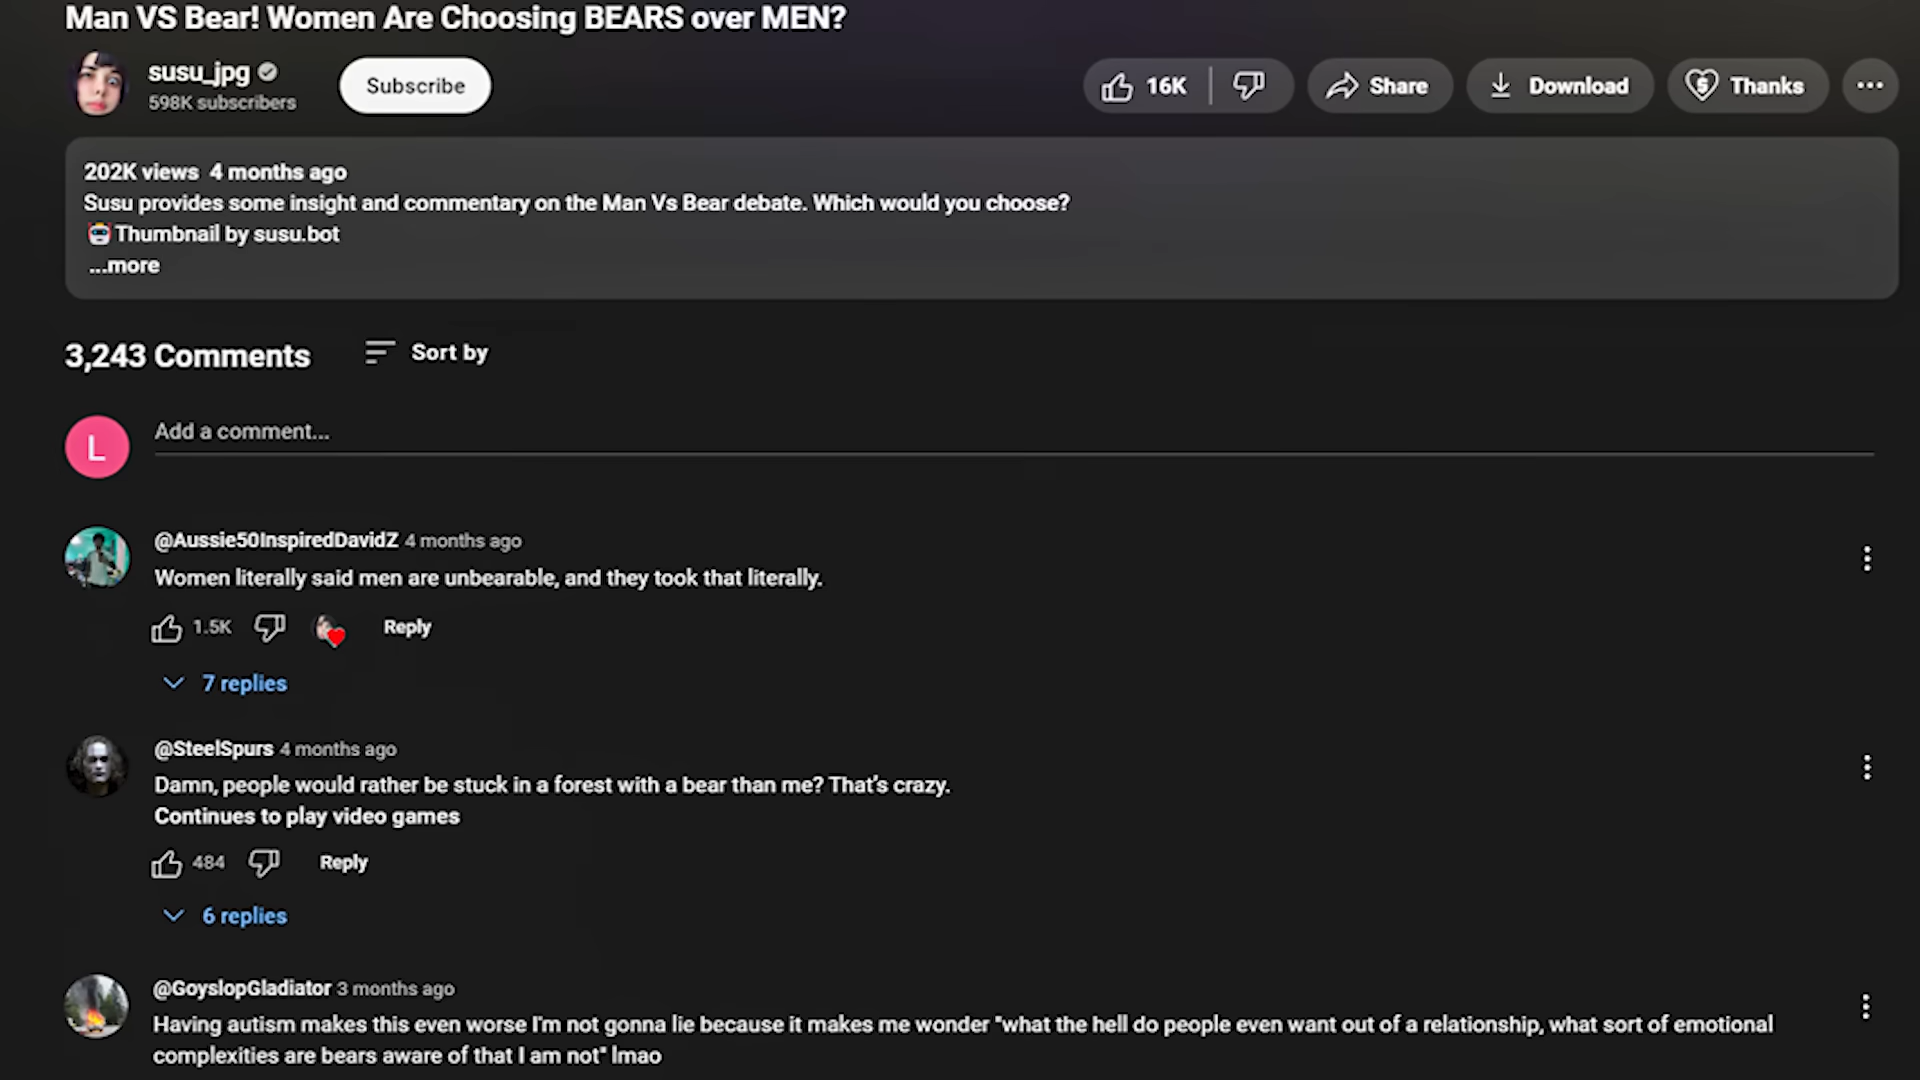 Man VS Bear! Women Are Choosing BEARS over MEN?
susu_jpg
598K subscribers
Subscribe
16K
Share
Download
Thanks
202K views 4 months ago
Susu provides some insight and commentary on the Man Vs Bear debate. Which would you choose?
Thumbnail by susu.bot
...more
3,243 Comments
Sort by
L
Add a comment...
@Aussie50InspiredDavidZ 4 months ago
Women literally said men are unbearable, and they took that literally.
1.5K
Reply
7 replies
@SteelSpurs 4 months ago
Damn, people would rather be stuck in a forest with a bear than me? That's crazy.
Continues to play video games
484
Reply
6 replies
@GoyslopGladiator 3 months ago
Having autism makes this even worse I'm not gonna lie because it makes me wonder "what the hell do people even want out of a relationship, what sort of emotional
complexities are bears aware of that I am not" lmao